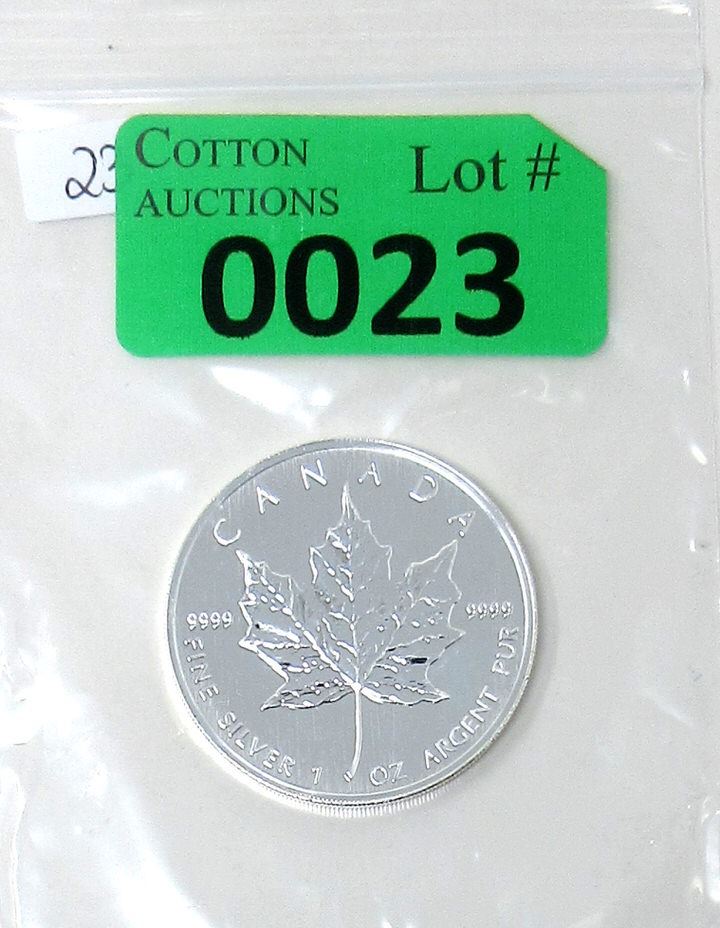 23
COTTON
AUCTIONS
Lot #
0023
CANADA
9999
9999
FINE SILVER 1 OZ ARGENT PUR